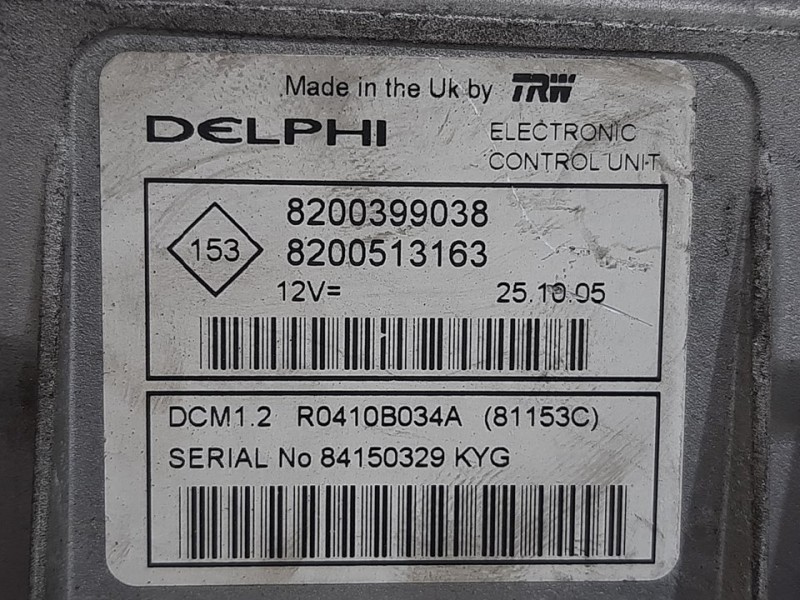 Made in the Uk by TRW
DELPHI
ELECTRONIC
CONTROL UNIT
8200399038
153
8200513163
12V= 25.10.05
DCM1.2 R0410B034A (81153C)
SERIAL No 84150329 KYG